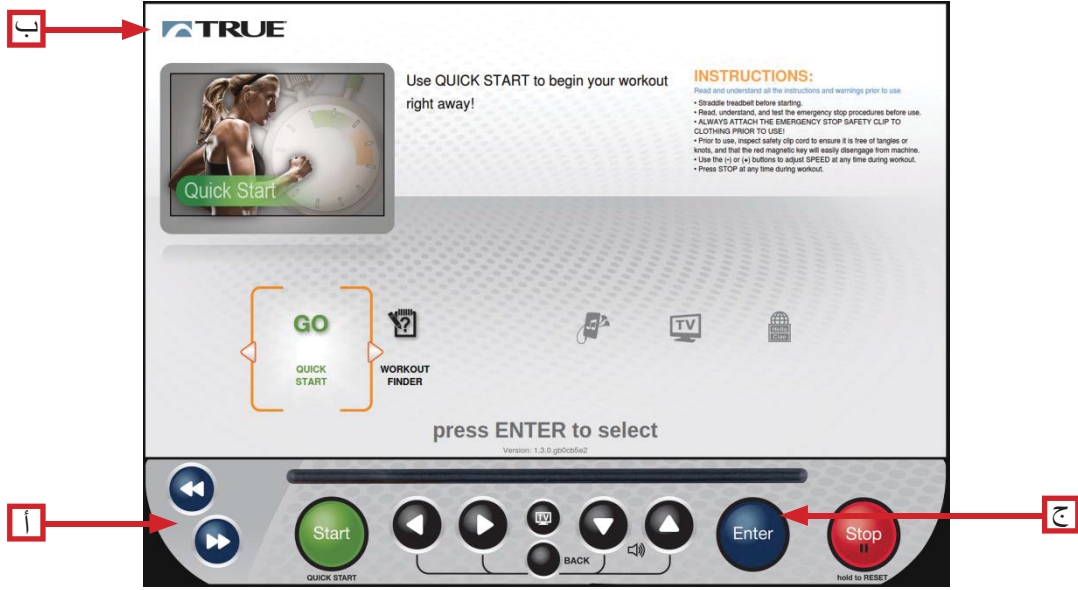 ب
TRUE
Use QUICK START to begin your workout
right away!
INSTRUCTIONS:
Read and understand all the instructions and warnings prior to use
• Straddle treadbelt before starting.
• Read, understand, and test the emergency stop procedures before use.
• ALWAYS ATTACH THE EMERGENCY STOP SAFETY CLIP TO
CLOTHING PRIOR TO USE!
• Prior to use, inspect safety clip cord to ensure it is free of tangles or
knots, and that the red magnetic key will easily disengage from machine.
• Use the (-) or (+) buttons to adjust SPEED at any time during workout.
• Press STOP at any time during workout.
Quick Start
GO
QUICK
START
?
WORKOUT
FINDER
TV
Hello
Ciao
press ENTER to select
Version: 1.3.0.gb0cb5e2
أ
Start
QUICK START
TV
BACK
Enter
Stop
hold to RESET
ج